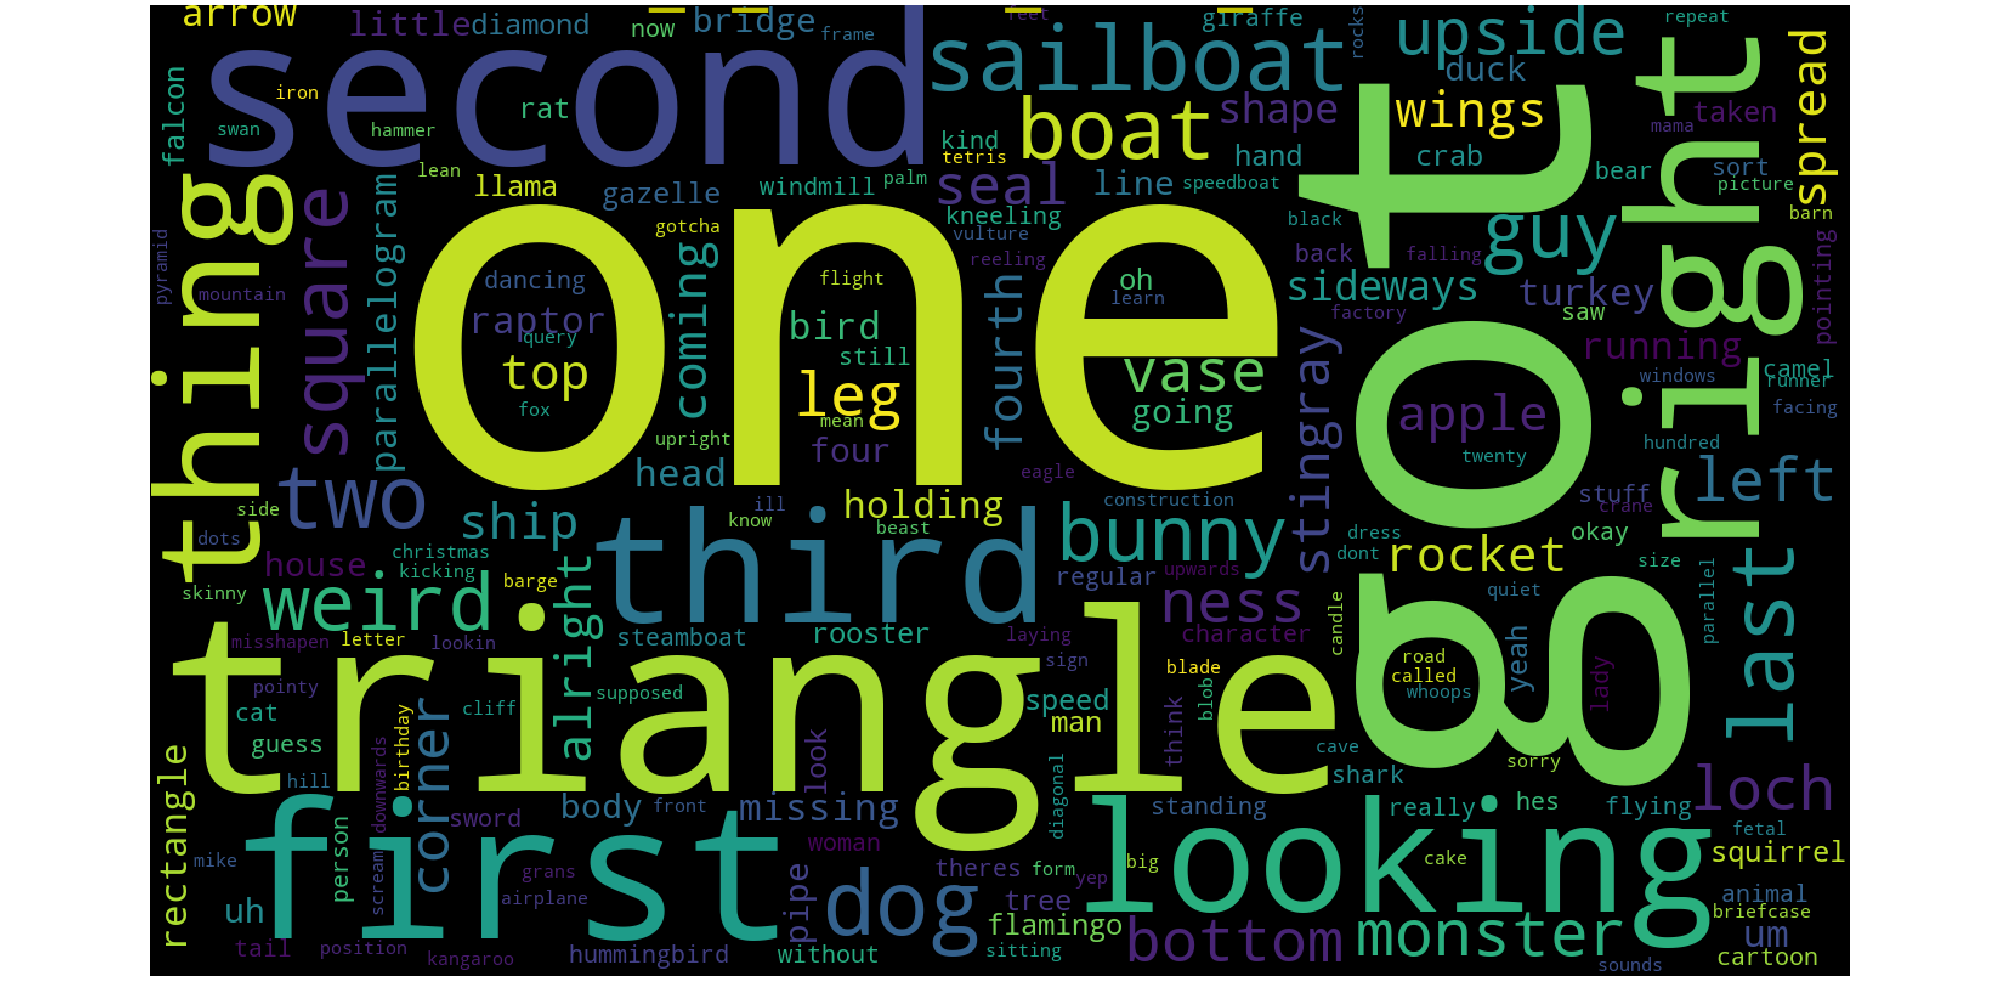 arrow
little
diamond
now
bridge
frame
feet
giraffe
rocks
upside
repeat
second
sailboat
right
spread
falcon
iron
rat
boat
shape
duck
wings
taken
swan
hammer
kind
tetris
hand
crab
mama
lean
llama
gazelle
windmill
palm
seal
line
speedboat
bear
sort
picture
thing
square
parallelogram
one
got
gotcha
kneeling
vulture
black
guy
barn
pyramid
mountain
dancing
coming
flight
reeling
fourth
oh
learn
back
falling
sideways
turkey
pointing
raptor
query
bird
still
factory
saw
running
top
leg
vase
stingray
windows
camel
runner
fox
mean
going
apple
facing
upright
four
twenty
hundred
two
head
eagle
construction
left
side
ship
third
ill
holding
know
beast
bunny
stuff
crane
dots
dress
okay
house
christmas
kicking
dont
rocket
size
skinny
weird
barge
alright
regular
upwards
ness
quiet
parallel
last
misshapen
letter
lookin
steamboat
rooster
laying
character
candle
triangle
sign
blade
road
called
whoops
yeah
lady
pointy
supposed
cat
cliff
speed
blob
guess
birthday
corner
man
think
cave
sorry
rectangle
hill
downwards
look
diagonal
shark
loch
first
sword
body
front
missing
standing
looking
really
hes
flying
mike
person
scream
woman
fetal
grans
pipe
dog
theres
form
yep
big
cake
squirrel
airplane
tree
animal
uh
flamingo
briefcase
tail
position
kangaroo
hummingbird
without
sitting
bottom
monster
um
sounds
cartoon